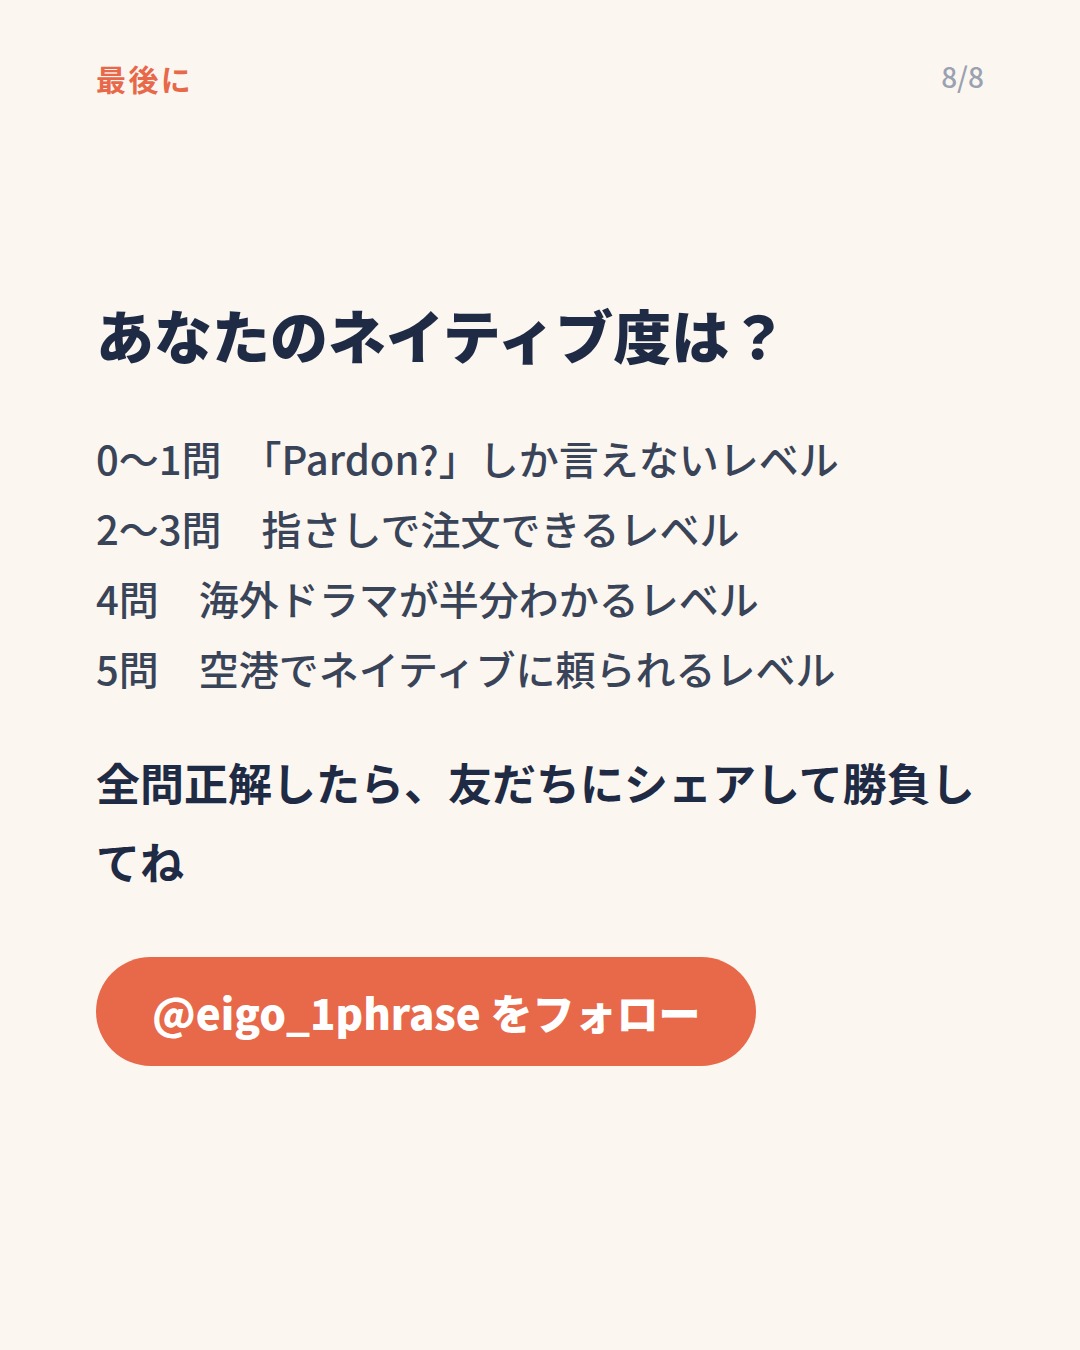 最後に
8/8
あなたのネイティブ度は？
0〜1問　「Pardon?」しか言えないレベル
2〜3問　指さしで注文できるレベル
4問　海外ドラマが半分わかるレベル
5問　空港でネイティブに頼られるレベル
全問正解したら、友だちにシェアして勝負し
てね
@eigo_1phrase をフォロー